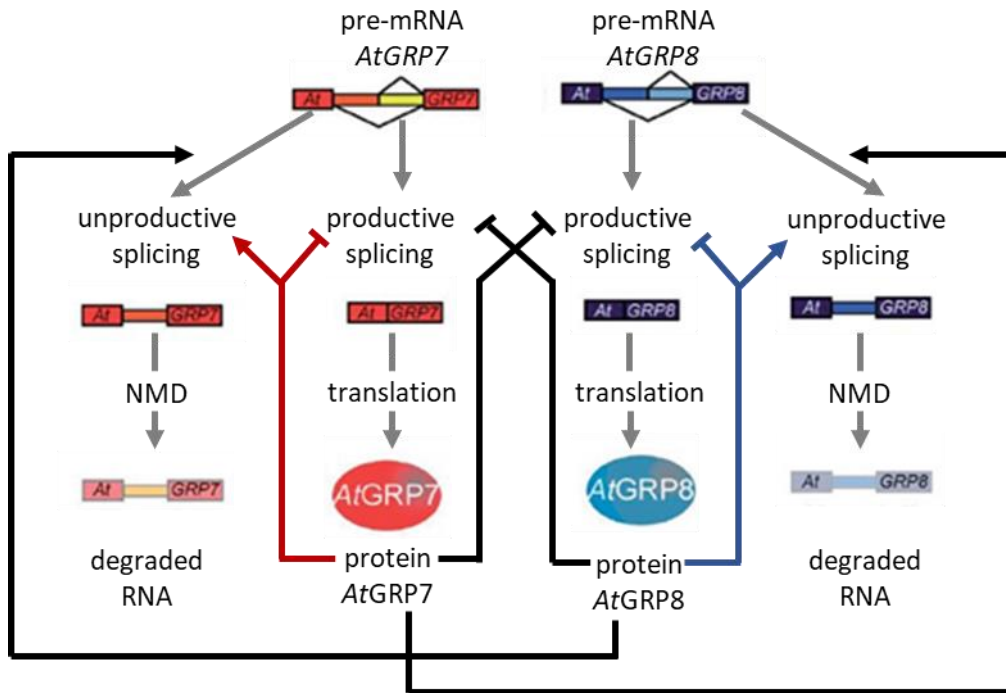 pre-mRNA
AtGRP7
pre-mRNA
AtGRP8
At GRP7
At GRP8
unproductive
splicing
productive
splicing
productive
splicing
unproductive
splicing
At GRP7
At GRP7
At GRP8
At GRP8
NMD
translation
translation
NMD
At GRP7
AtGRP7
AtGRP8
At GRP8
degraded
RNA
protein
AtGRP7
protein
AtGRP8
degraded
RNA